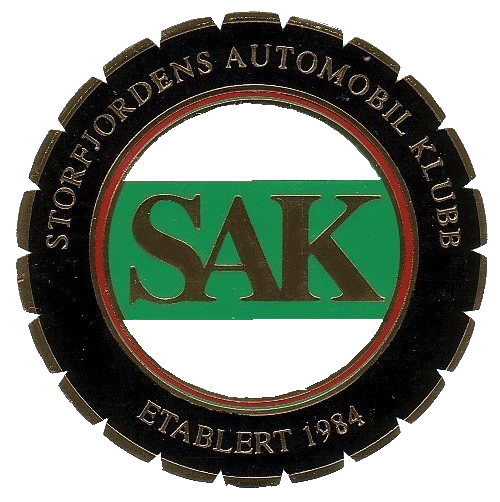 STORFJORDENS AUTOMOBIL KLUBB
SAK
ETABLERT 1984